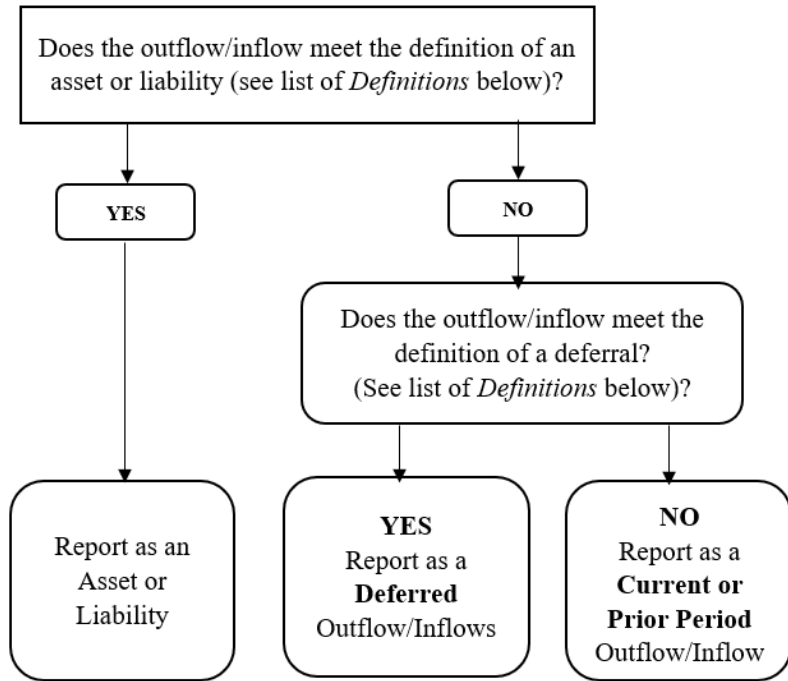 Does the outflow/inflow meet the definition of an
asset or liability (see list of Definitions below)?
YES
NO
Does the outflow/inflow meet the
definition of a deferral?
(See list of Definitions below)?
Report as an
Asset or
Liability
YES
Report as a
Deferred
Outflow/Inflows
NO
Report as a
Current or
Prior Period
Outflow/Inflow